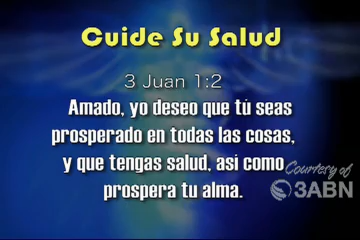 Cuide Su Salud
3 Juan 1:2
Amado, yo deseo que tú seas
prosperado en todas las cosas,
y que tengas salud, así como
prospera tu alma.
Courtesy of
3ABN